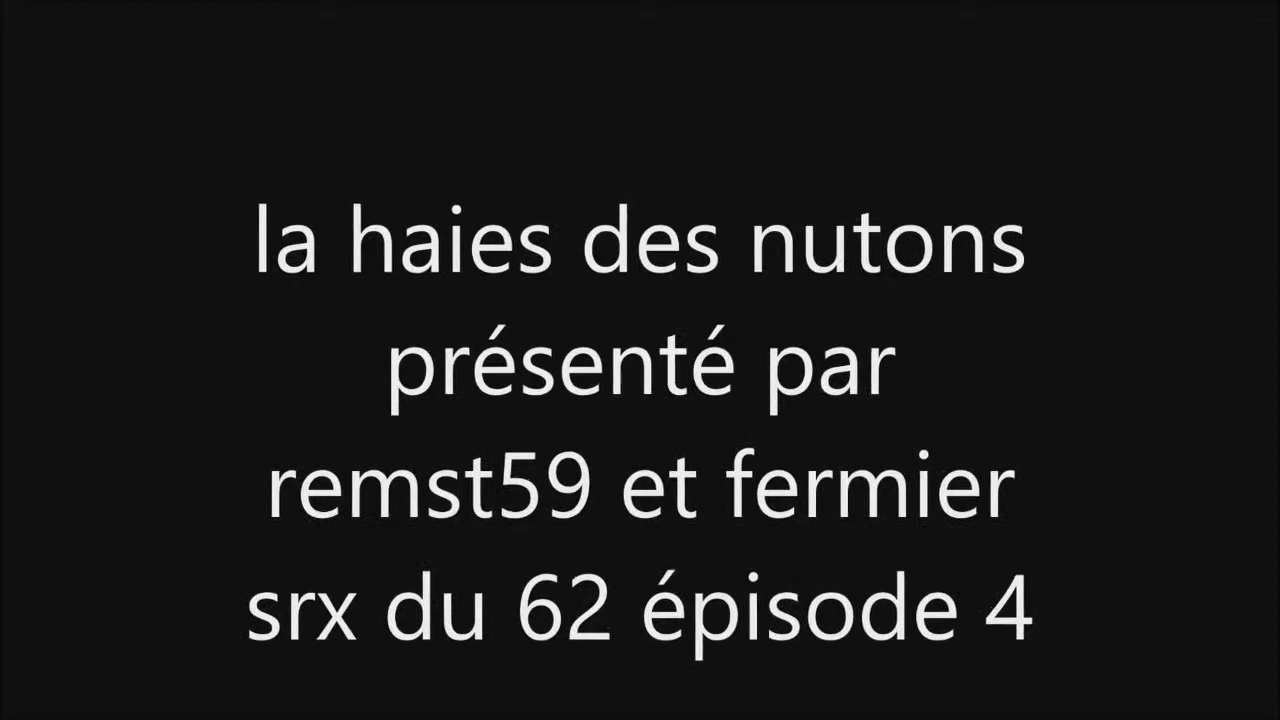 la haies des nutons
présenté par
remst59 et fermier
srx du 62 épisode 4